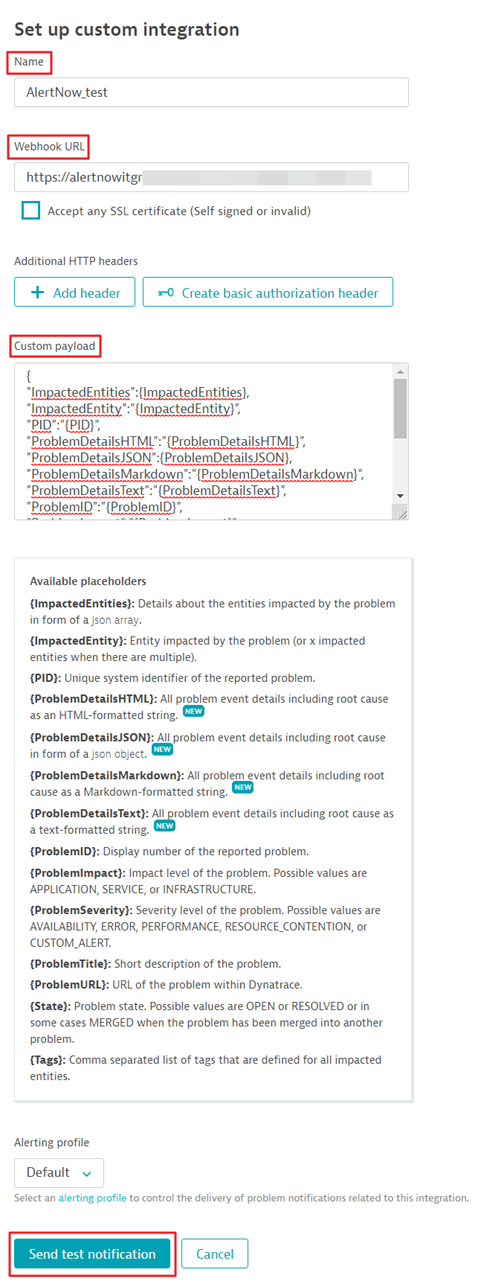 Set up custom integration
Name
AlertNow_test
Webhook URL
https://alertnowitgr
Accept any SSL certificate (Self signed or invalid)
Additional HTTP headers
Add header
Create basic authorization header
Custom payload
{
"ImpactedEntities":{ImpactedEntities},
"ImpactedEntity":"{ImpactedEntity}",
"PID":"{PID}",
"ProblemDetailsHTML":"{ProblemDetailsHTML}",
"ProblemDetailsJSON":{ProblemDetailsJSON},
"ProblemDetailsMarkdown":"{ProblemDetailsMarkdown}",
"ProblemDetailsText":"{ProblemDetailsText}",
"ProblemID":"{ProblemID}",
Available placeholders
{ImpactedEntities}: Details about the entities impacted by the problem
in form of a json array.
{ImpactedEntity}: Entity impacted by the problem (or x impacted
entities when there are multiple).
{PID}: Unique system identifier of the reported problem.
{ProblemDetailsHTML}: All problem event details including root cause
as an HTML-formatted string. NEW
{ProblemDetailsJSON}: All problem event details including root cause
in form of a json object. NEW
{ProblemDetailsMarkdown}: All problem event details including root
cause as a Markdown-formatted string. NEW
{ProblemDetailsText}: All problem event details including root cause as
a text-formatted string. NEW
{ProblemID}: Display number of the reported problem.
{ProblemImpact}: Impact level of the problem. Possible values are
APPLICATION, SERVICE, or INFRASTRUCTURE.
{ProblemSeverity}: Severity level of the problem. Possible values are
AVAILABILITY, ERROR, PERFORMANCE, RESOURCE_CONTENTION, or
CUSTOM_ALERT.
{ProblemTitle}: Short description of the problem.
{ProblemURL}: URL of the problem within Dynatrace.
{State}: Problem state. Possible values are OPEN or RESOLVED or in
some cases MERGED when the problem has been merged into another
problem.
{Tags}: Comma separated list of tags that are defined for all impacted
entities.
Alerting profile
Default
Select an alerting profile to control the delivery of problem notifications related to this integration.
Send test notification
Cancel